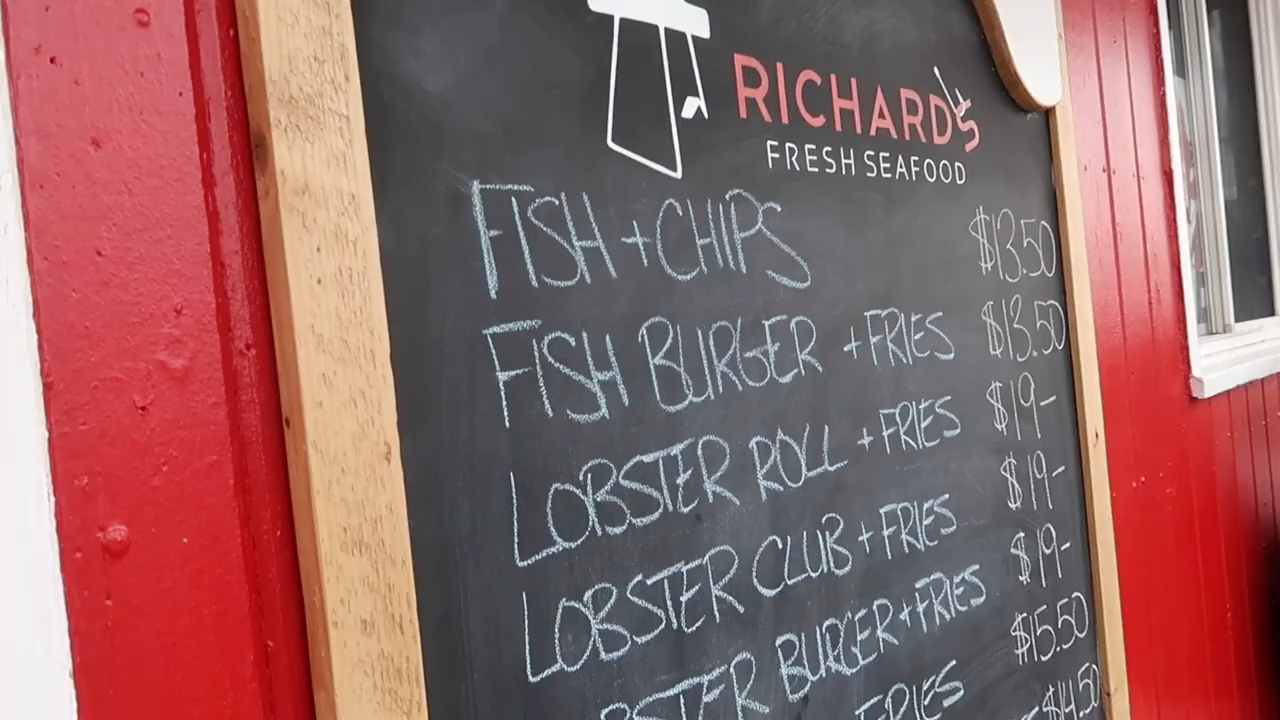 RICHARD'S
FRESH SEAFOOD
FISH + CHIPS $13.50
FISH BURGER + FRIES $13.50
LOBSTER ROLL + FRIES $19-
LOBSTER CLUB + FRIES $19-
BURGER + FRIES $19-
FRIES $15.50
$14.50